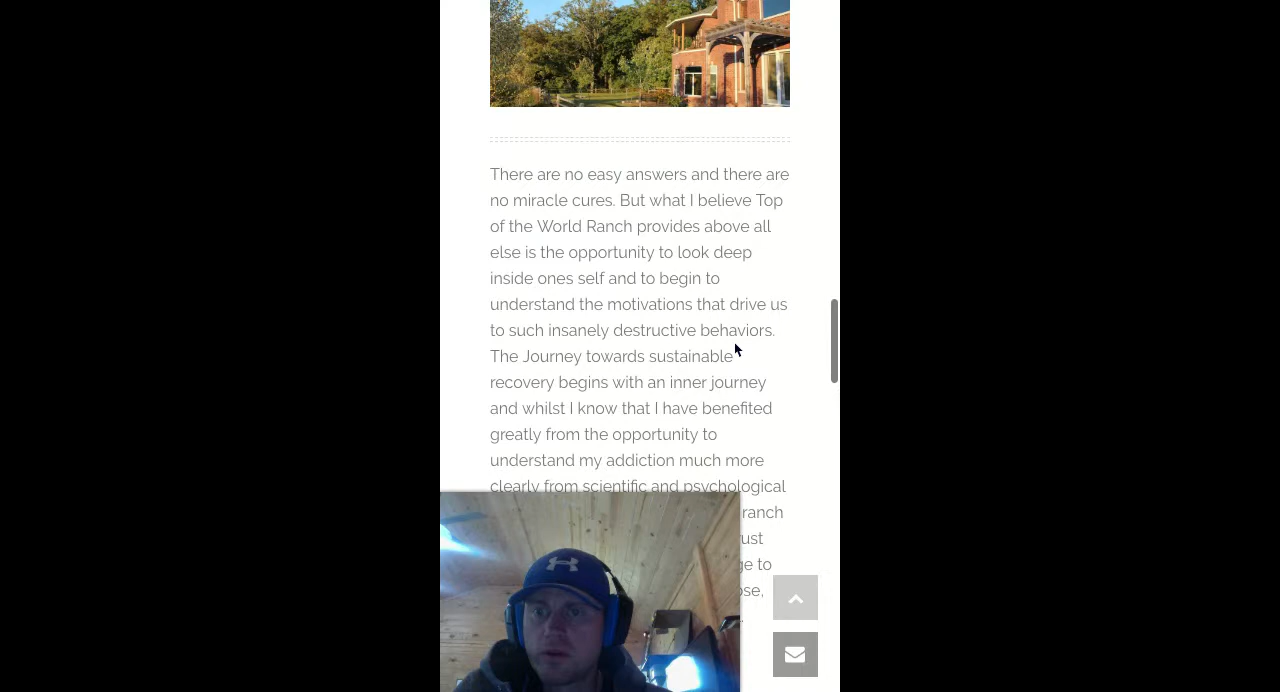 There are no easy answers and there are
no miracle cures. But what I believe Top
of the World Ranch provides above all
else is the opportunity to look deep
inside ones self and to begin to
understand the motivations that drive us
to such insanely destructive behaviors.
The Journey towards sustainable
recovery begins with an inner journey
and whilst I know that I have benefited
greatly from the opportunity to
understand my addiction much more
clearly from scientific and psychological
ranch
to